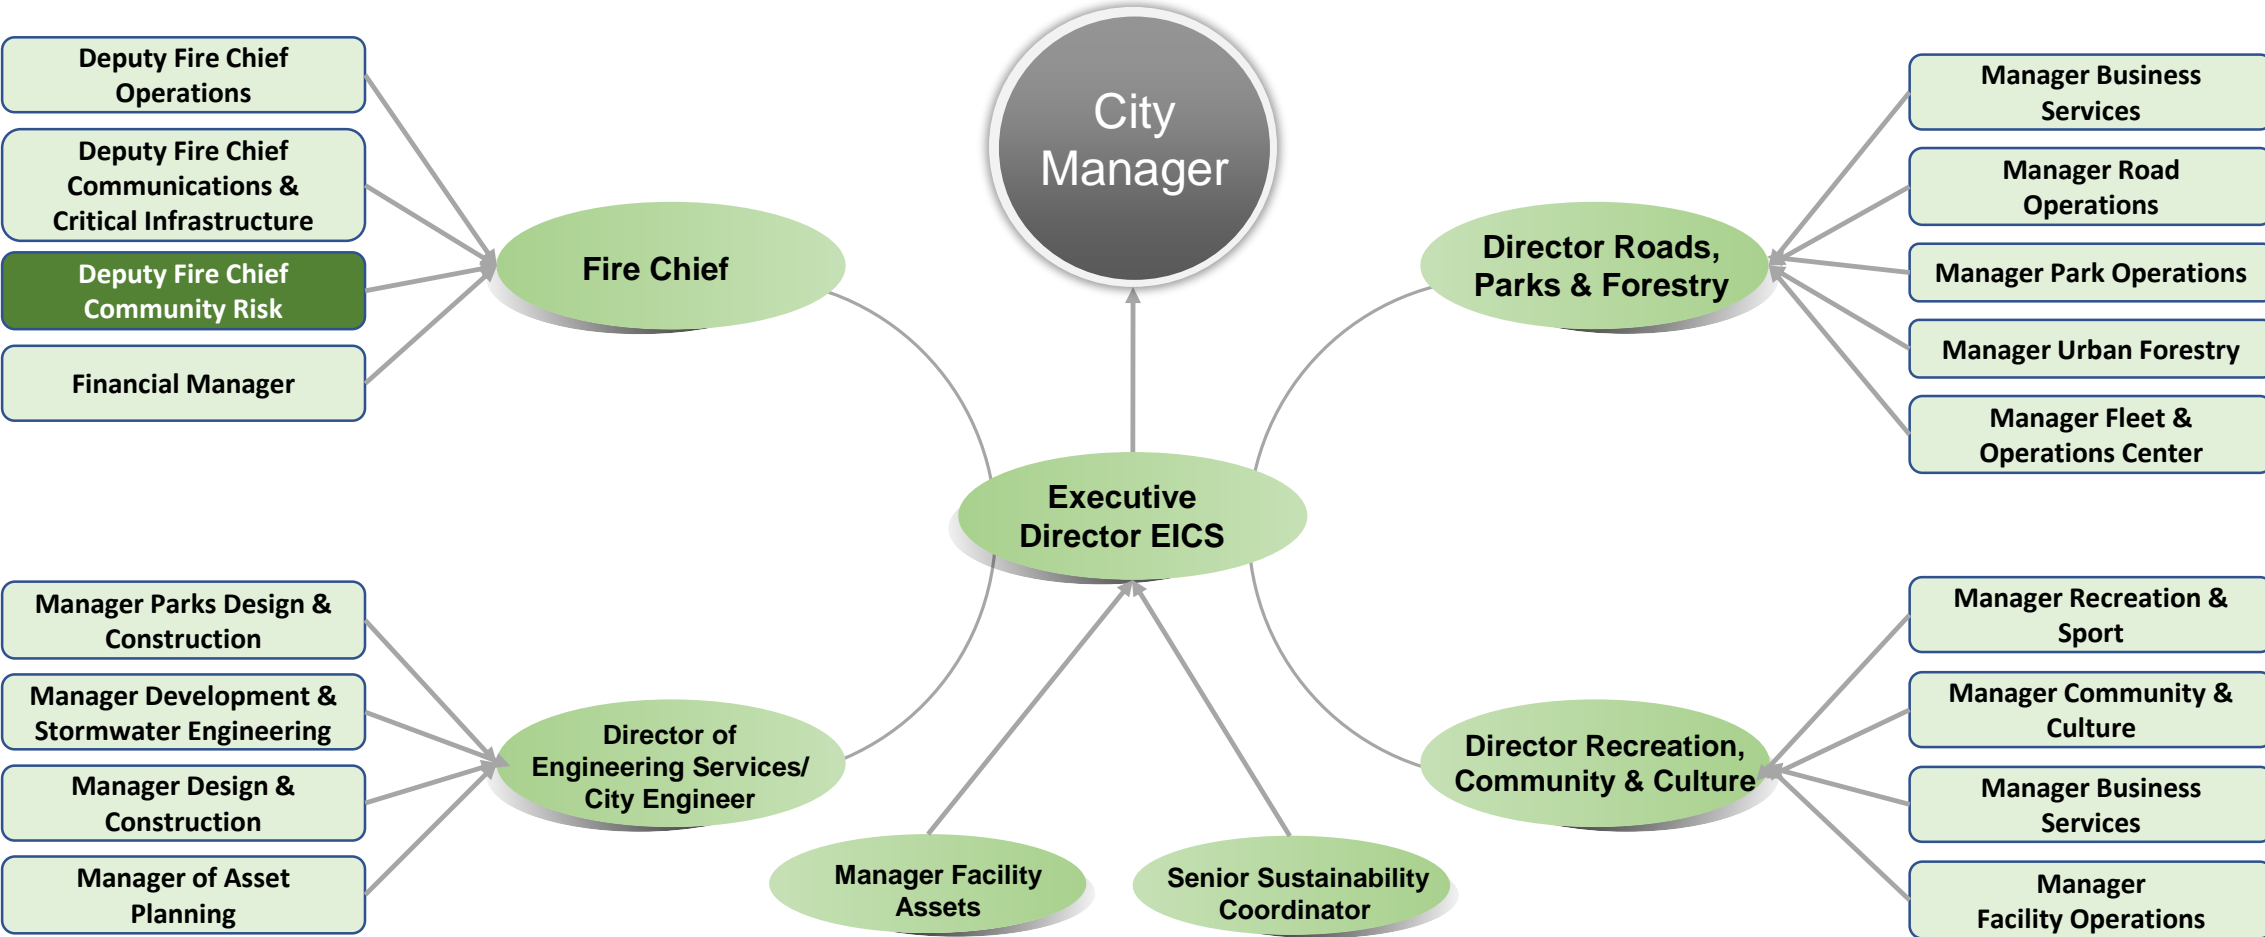 Deputy Fire Chief
Operations
Deputy Fire Chief
Communications &
Critical Infrastructure
Deputy Fire Chief
Community Risk
Financial Manager
Fire Chief
City
Manager
Director Roads,
Parks & Forestry
Manager Business
Services
Manager Road
Operations
Manager Park Operations
Manager Urban Forestry
Manager Fleet &
Operations Center
Executive
Director EICS
Manager Parks Design &
Construction
Manager Development &
Stormwater Engineering
Manager Design &
Construction
Manager of Asset
Planning
Director of
Engineering Services/
City Engineer
Manager Facility
Assets
Senior Sustainability
Coordinator
Director Recreation,
Community & Culture
Manager Recreation &
Sport
Manager Community &
Culture
Manager Business
Services
Manager
Facility Operations